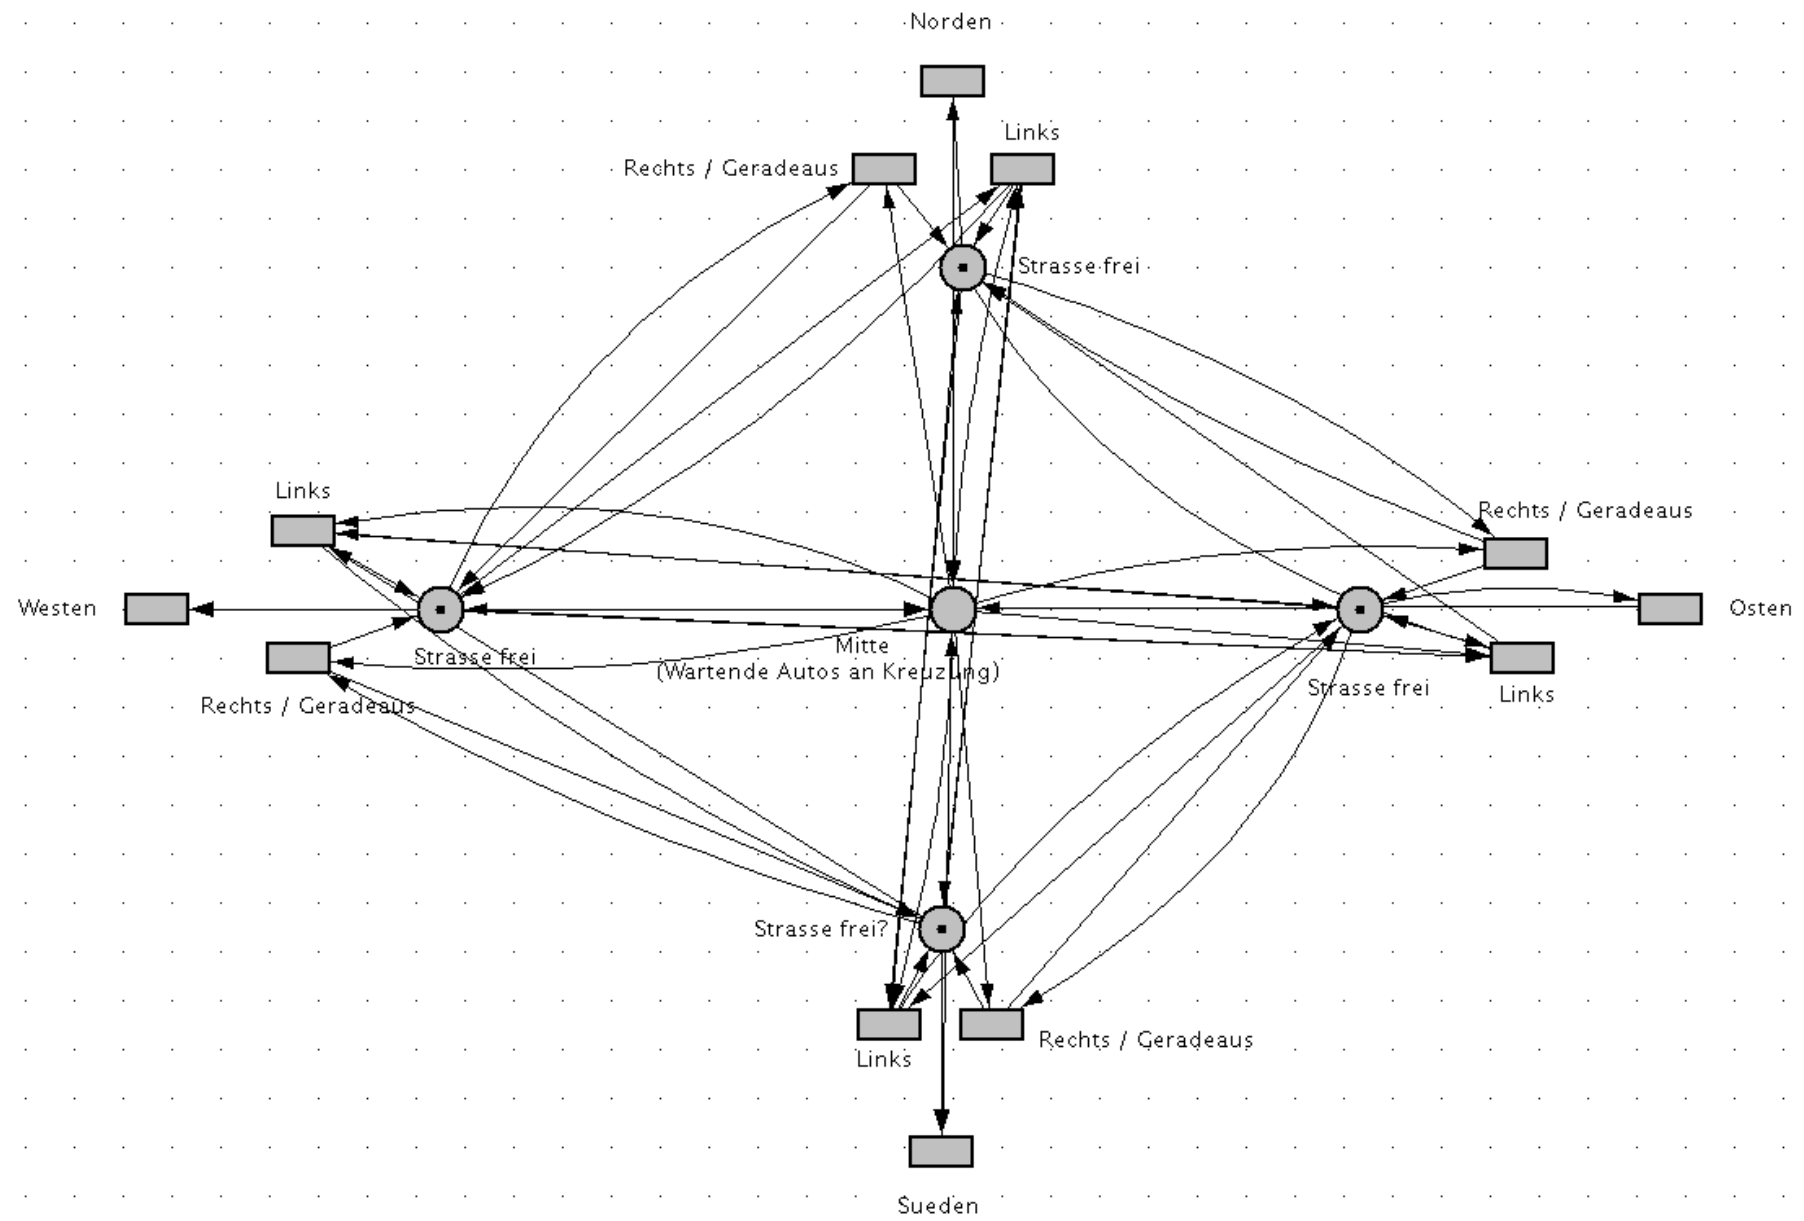 Norden
Links
Rechts / Geradeaus
Strasse frei
Links
Rechts / Geradeaus
Westen
Osten
Mitte
(Wartende Autos an Kreuzung)
Strasse frei
Strasse frei
Links
Rechts / Geradeaus
Strasse frei?
Rechts / Geradeaus
Links
Sueden